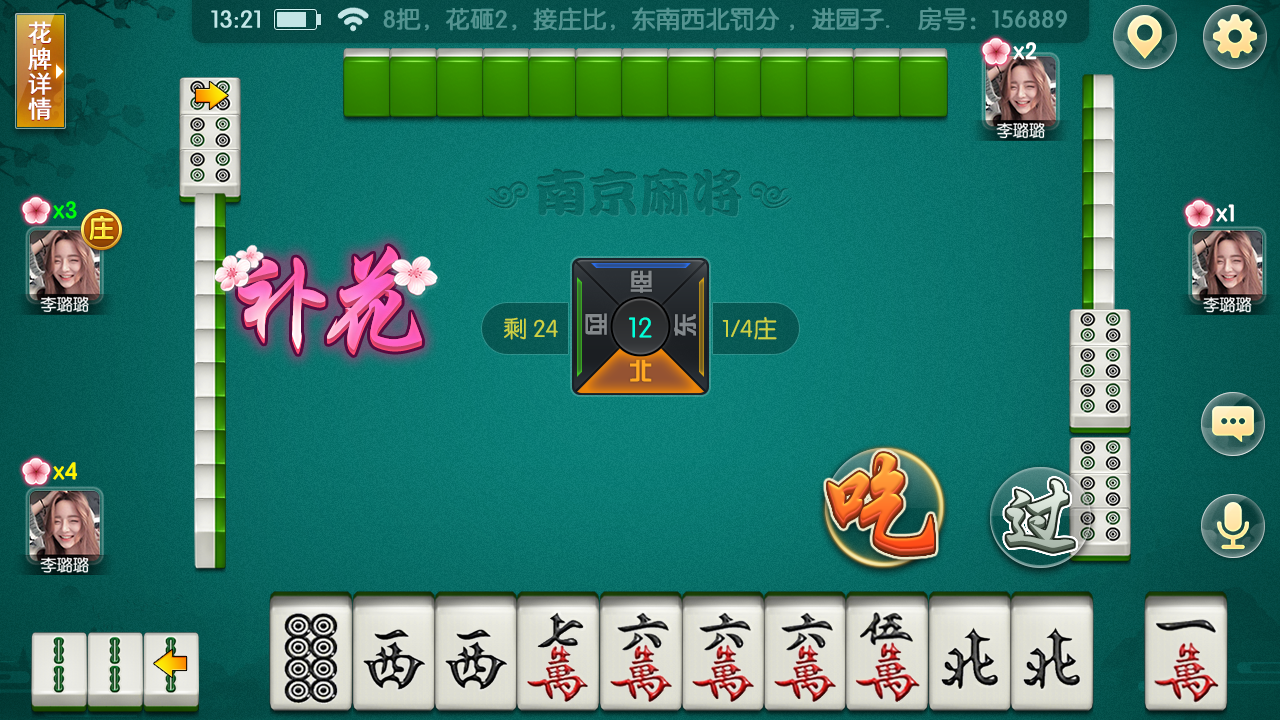 13:21 8把，花砸2，接庄比，东南西北罚分 ，进园子. 房号：156889
花牌详情
x2
李璐璐
南京麻将
x3
庄
李璐璐
x1
李璐璐
补花
南
西
东
剩 24
12
1/4庄
北
x4
李璐璐
吃
过
西
西
七萬
六萬
六萬
六萬
伍萬
北
北
一萬